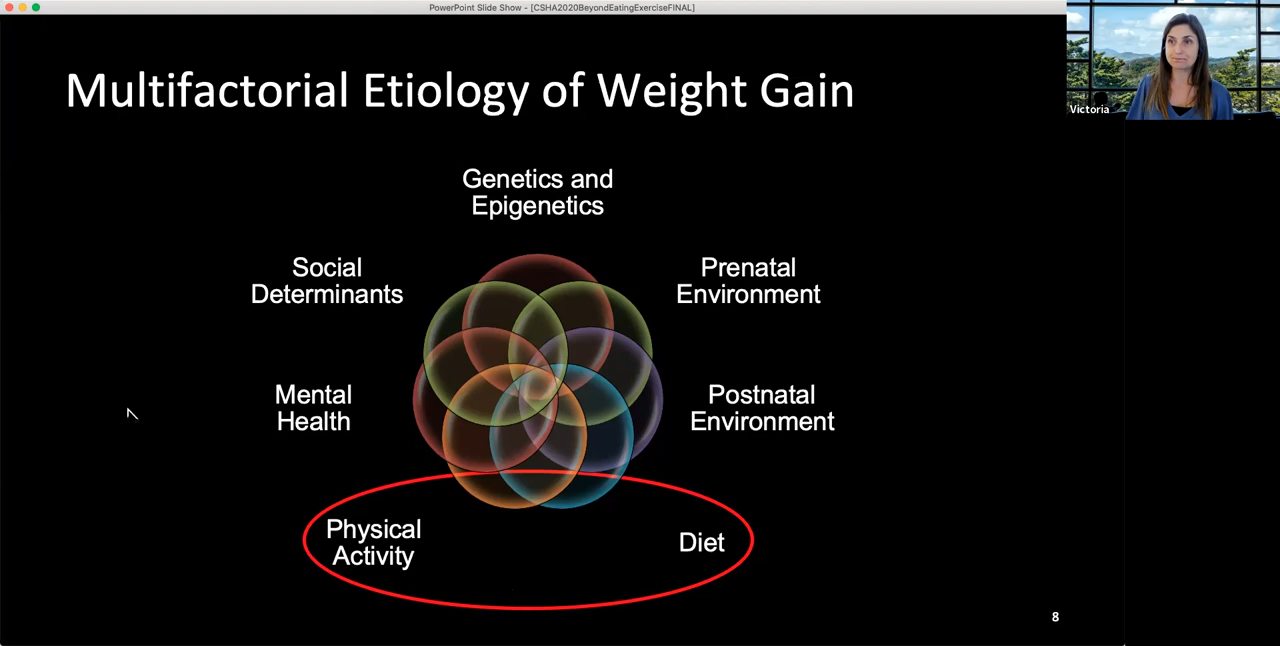 PowerPoint Slide Show - [CSHA2020BeyondEatingExerciseFINAL]
Victoria
Multifactorial Etiology of Weight Gain
Genetics and
Epigenetics
Social
Determinants
Prenatal
Environment
Mental
Health
Postnatal
Environment
Physical
Activity
Diet
8